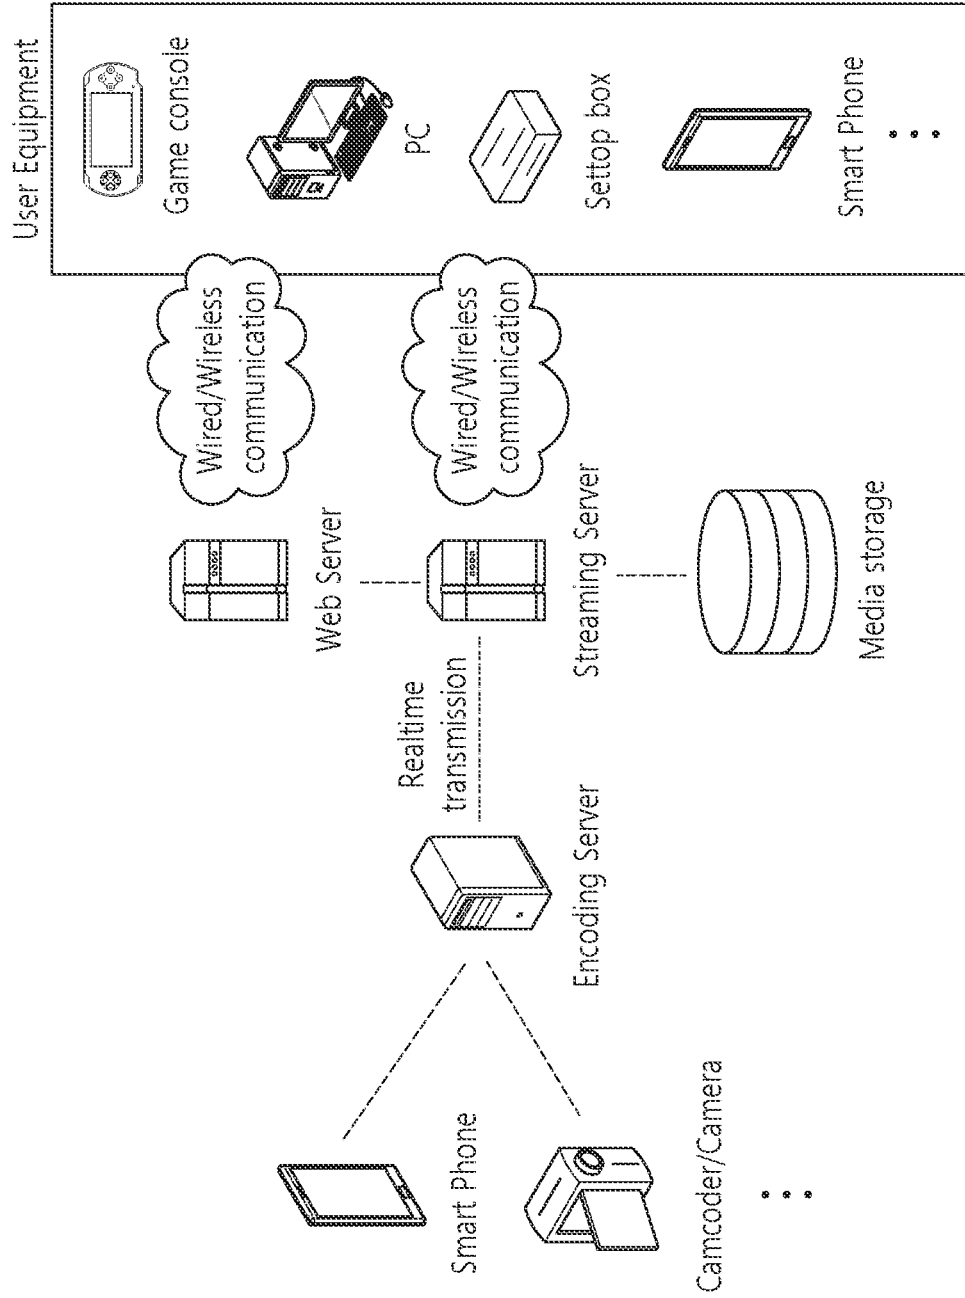 User Equipment
Game console
PC
Settop box
Smart Phone
Wired/Wireless
communication
Wired/Wireless
communication
Web Server
Streaming Server
Media storage
Realtime
transmission
Encoding Server
Smart Phone
Camcoder/Camera